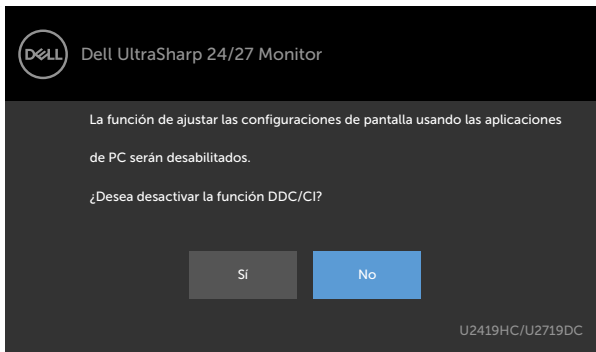 DELL
Dell UltraSharp 24/27 Monitor
La función de ajustar las configuraciones de pantalla usando las aplicaciones
de PC serán desabilitados.
¿Desea desactivar la función DDC/CI?
Sí No
U2419HC/U2719DC